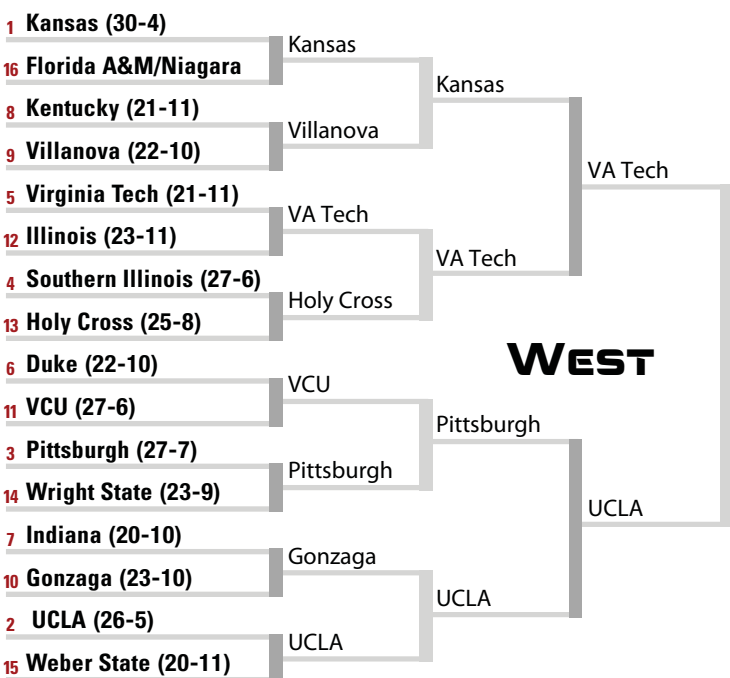 1 Kansas (30-4)
16 Florida A&M/Niagara
8 Kentucky (21-11)
9 Villanova (22-10)
5 Virginia Tech (21-11)
12 Illinois (23-11)
4 Southern Illinois (27-6)
13 Holy Cross (25-8)
6 Duke (22-10)
11 VCU (27-6)
3 Pittsburgh (27-7)
14 Wright State (23-9)
7 Indiana (20-10)
10 Gonzaga (23-10)
2 UCLA (26-5)
15 Weber State (20-11)
Kansas
Villanova
VA Tech
Holy Cross
VCU
Pittsburgh
Gonzaga
UCLA
Kansas
VA Tech
Pittsburgh
UCLA
VA Tech
UCLA
WEST